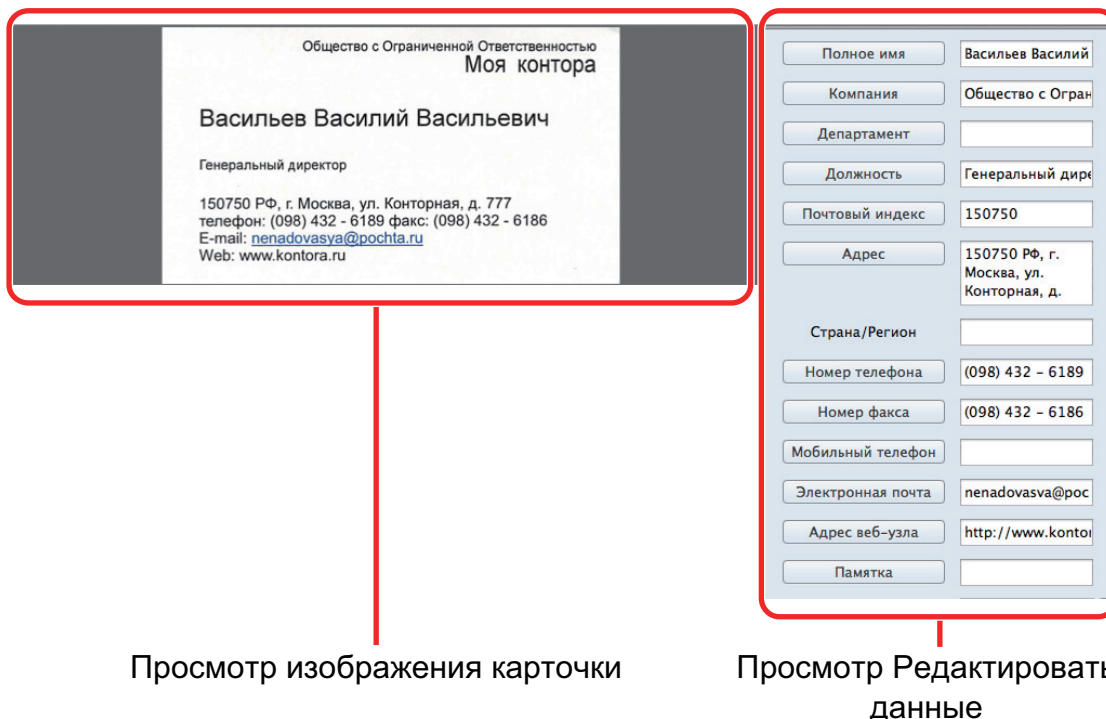 Общество с Ограниченной Ответственностью
Моя контора
Васильев Василий Васильевич
Генеральный директор
150750 РФ, г. Москва, ул. Конторная, д. 777
телефон: (098) 432 - 6189 факс: (098) 432 - 6186
E-mail: nenadovasya@pochta.ru
Web: www.kontora.ru
Полное имя Васильев Василий
Компания Общество с Огран
Департамент
Должность Генеральный дире
Почтовый индекс 150750
Адрес 150750 РФ, г.
Москва, ул.
Конторная, д.
Страна/Регион
Номер телефона (098) 432 – 6189
Номер факса (098) 432 – 6186
Мобильный телефон
Электронная почта nenadovasva@poc
Адрес веб-узла http://www.kontor
Памятка
Просмотр изображения карточки
Просмотр Редактировать
данные